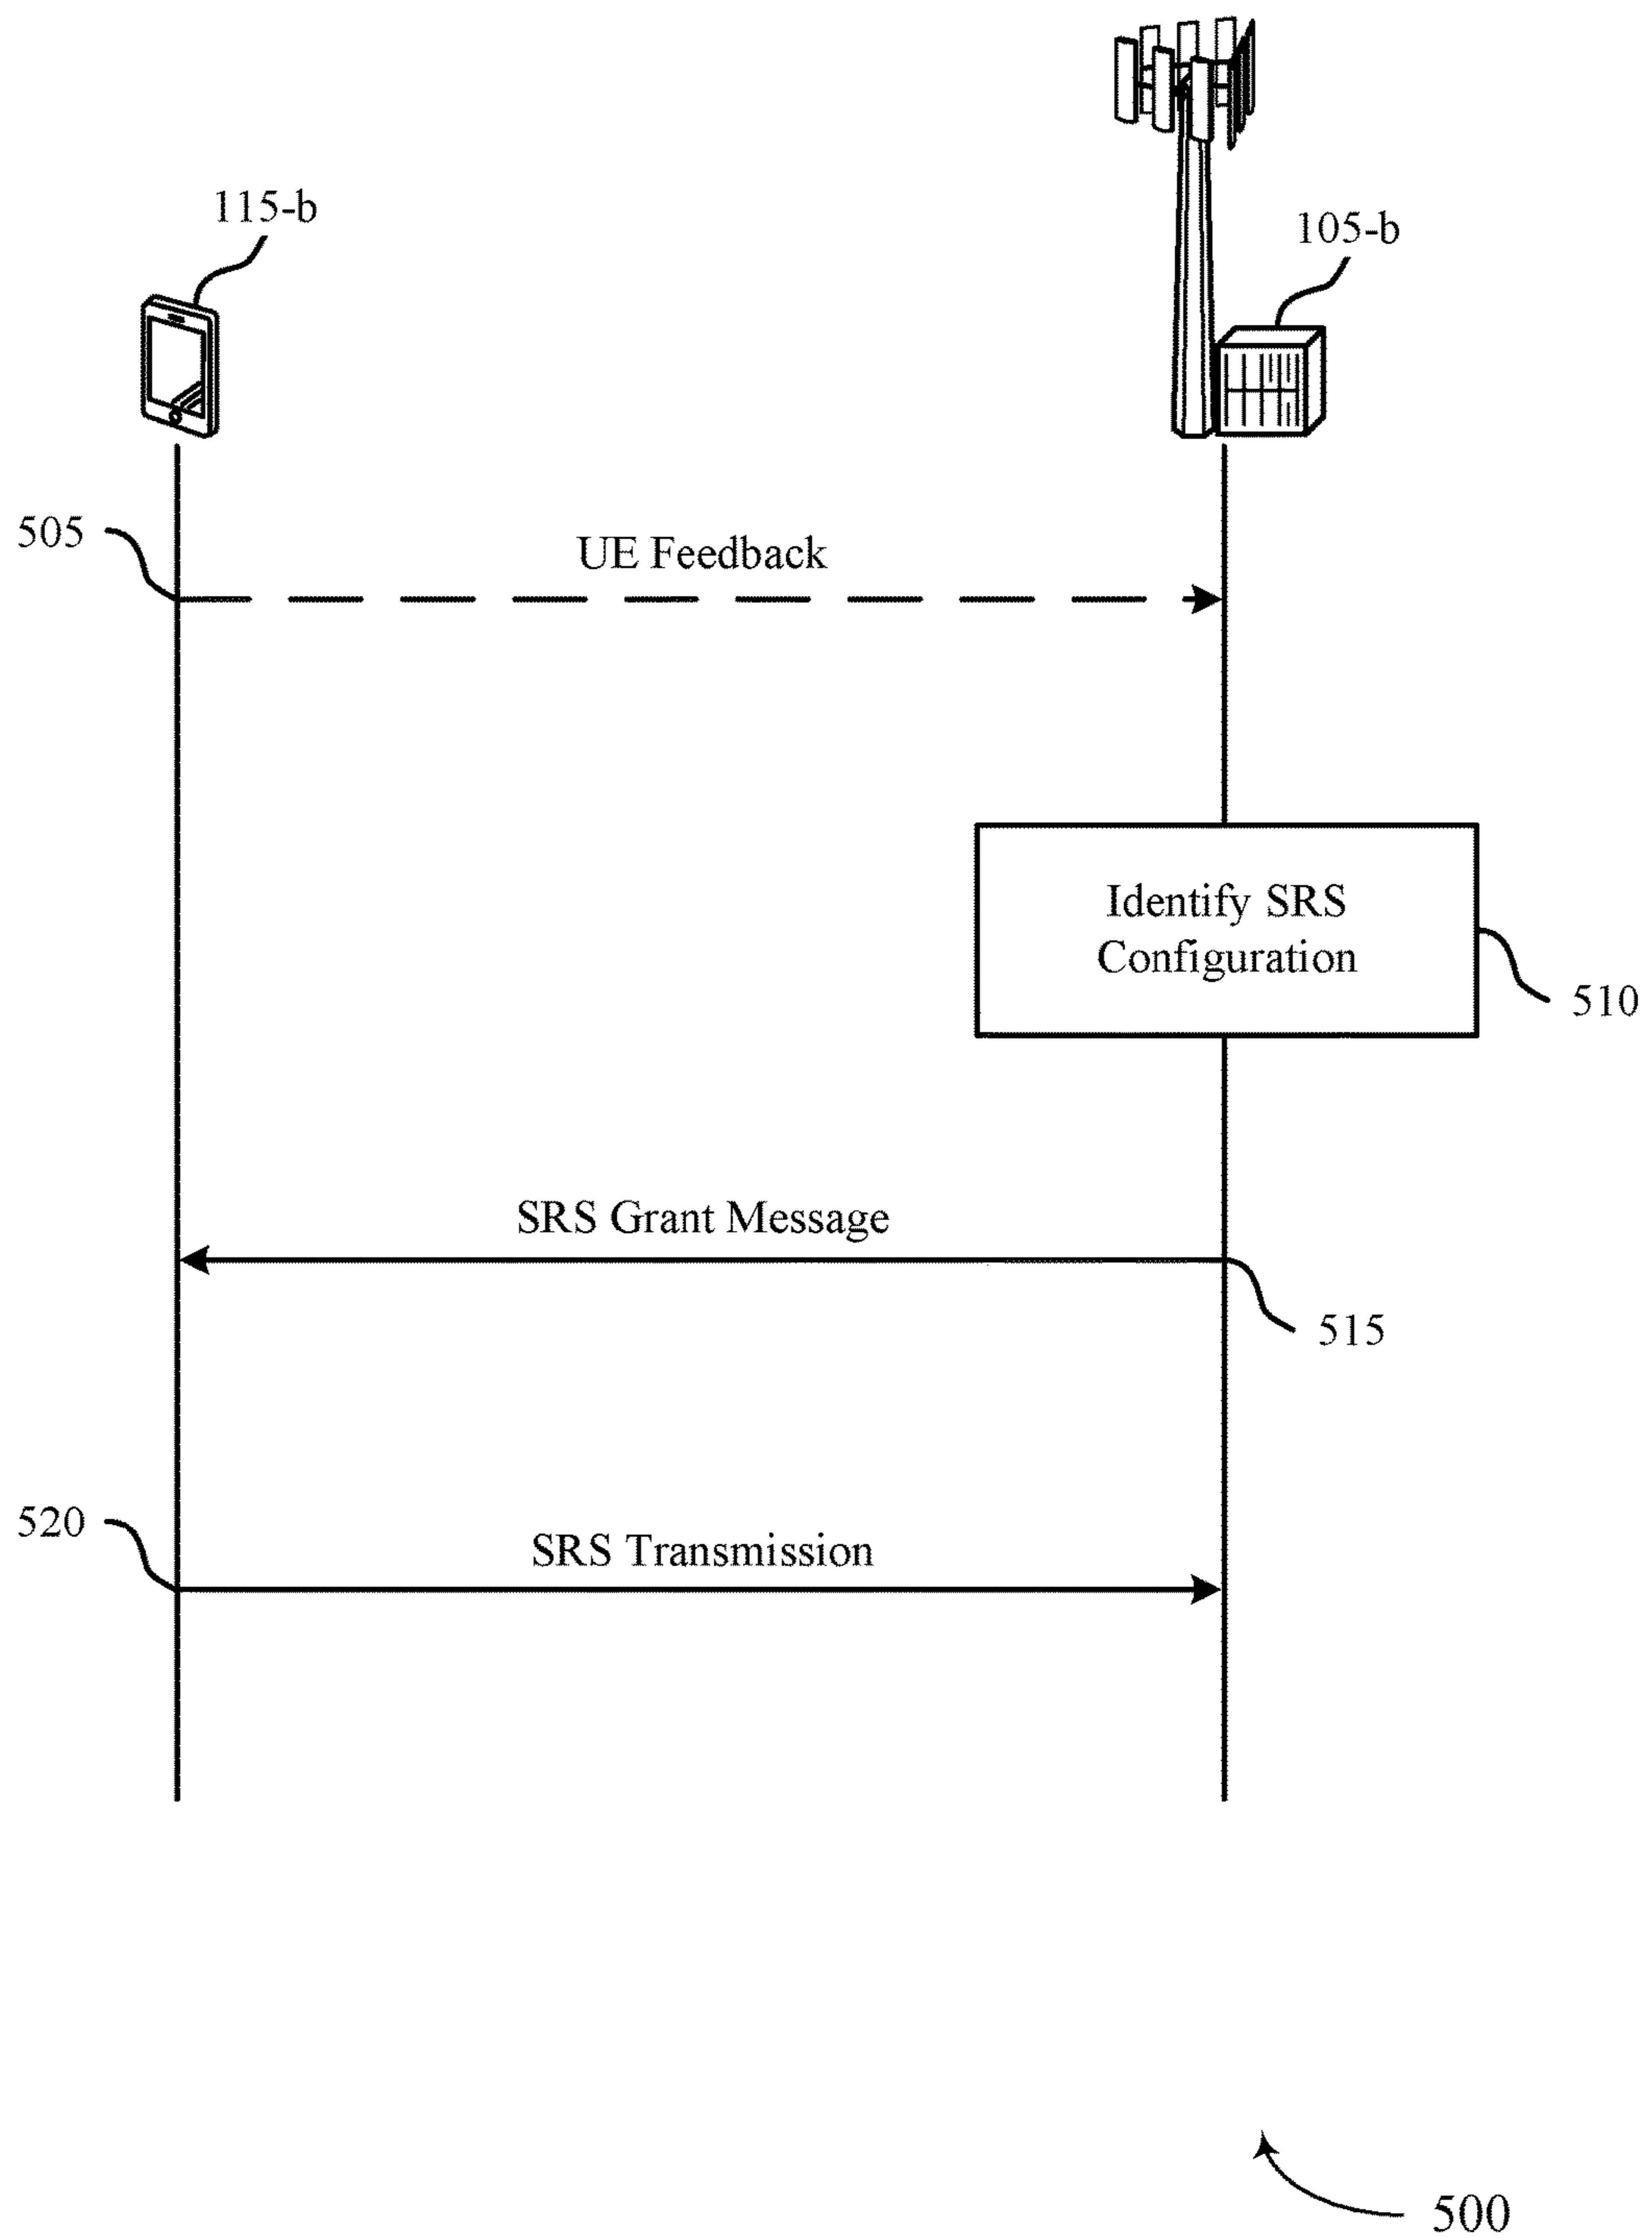 115-b
105-b
505
UE Feedback
Identify SRS
Configuration
510
SRS Grant Message
515
520
SRS Transmission
500